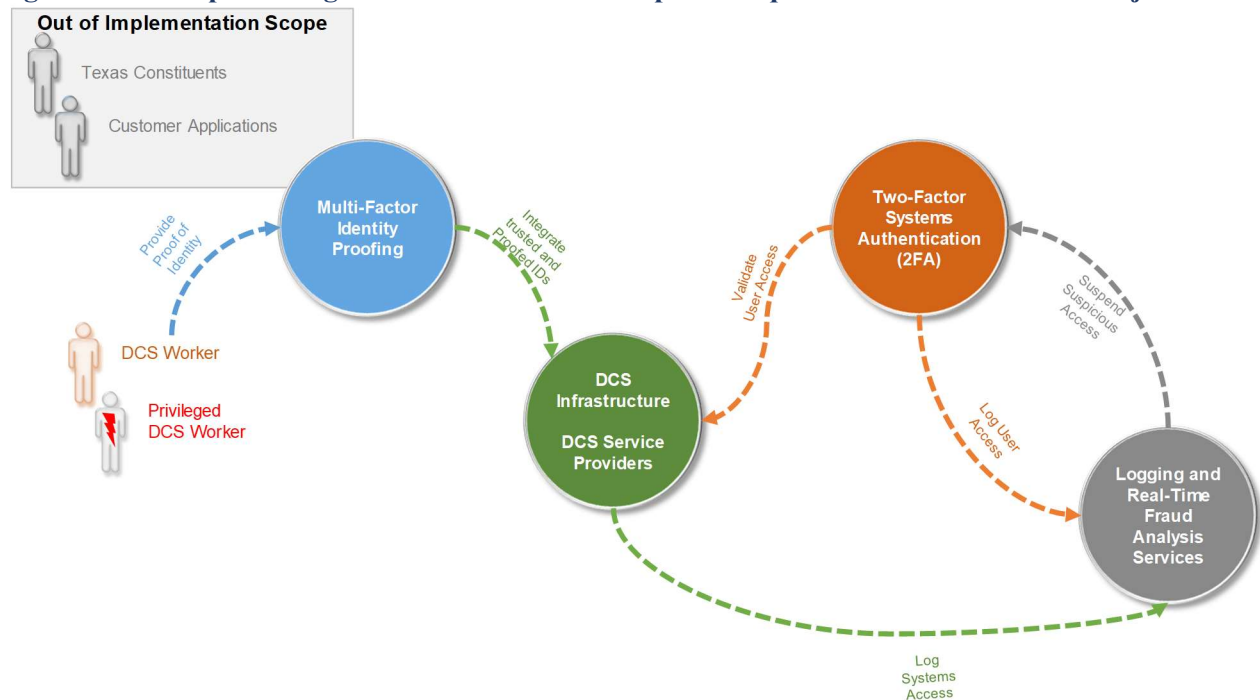 Out of Implementation Scope
Texas Constituents
Customer Applications
Multi-Factor
Identity
Proofing
Two-Factor
Systems
Authentication
(2FA)
Provide
Proof of
Identity
Integrate
trusted and
Proofed IDs
Validate
User Access
Suspend
Suspicious
Access
DCS Worker
Privileged
DCS Worker
DCS
Infrastructure
DCS Service
Providers
Log User
Access
Logging and
Real-Time
Fraud
Analysis
Services
Log
Systems
Access